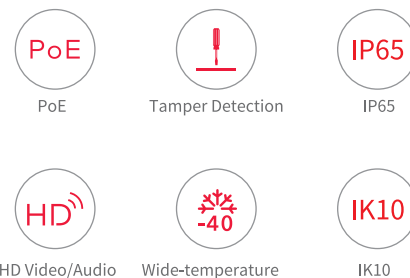 PoE
IP65
PoE
Tamper Detection
IP65
HD
-40
IK10
HD Video/Audio
Wide-temperature
IK10